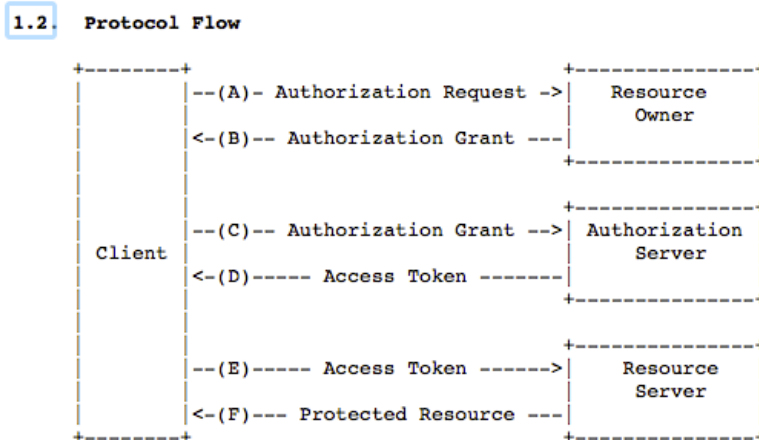 1.2. Protocol Flow
--(A)- Authorization Request -> Resource
Owner
<-(B)-- Authorization Grant ---
--(C)-- Authorization Grant --> Authorization
Client Server
<-(D)----- Access Token -------
--(E)----- Access Token ------> Resource
Server
<-(F)--- Protected Resource ---